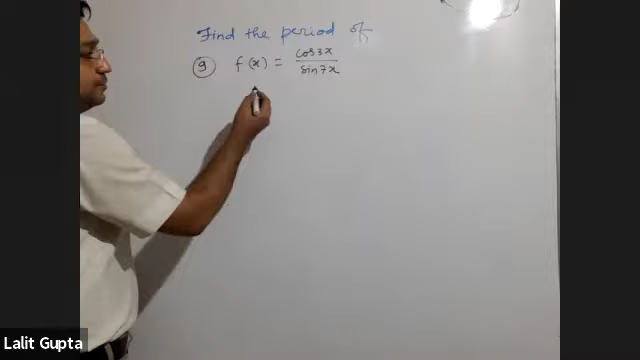 Find the period of
9 f(x) = cos3x / sin7x
Lalit Gupta